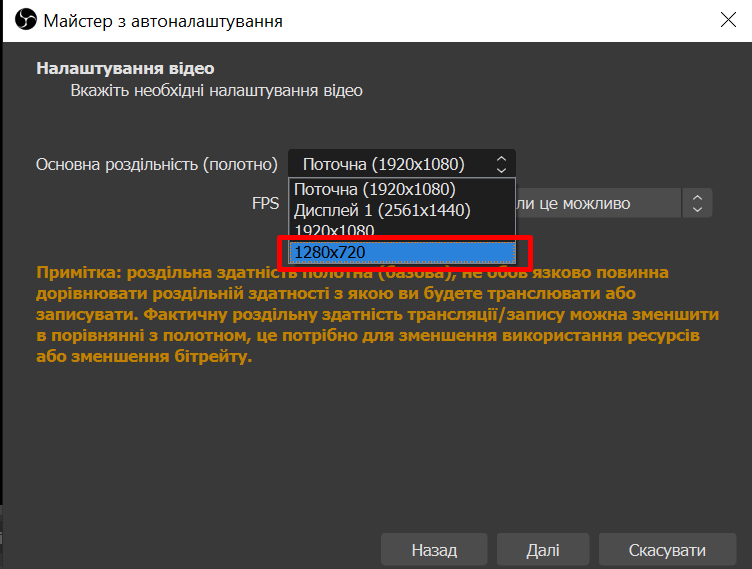 Майстер з автоналаштування
Налаштування відео
Вкажіть необхідні налаштування відео
Основна роздільність (полотно) Поточна (1920x1080)
Поточна (1920x1080)
FPS ли це можливо
Дисплей 1 (2561x1440)
1920x1080
1280x720
Примітка: роздільна здатність полотна (базова), не обов'язково повинна
дорівнювати роздільній здатності з якою ви будете транслювати або
записувати. Фактичну роздільну здатність трансляції/запису можна зменшити
в порівнянні з полотном, це потрібно для зменшення використання ресурсів
або зменшення бітрейту.
Назад Далі Скасувати